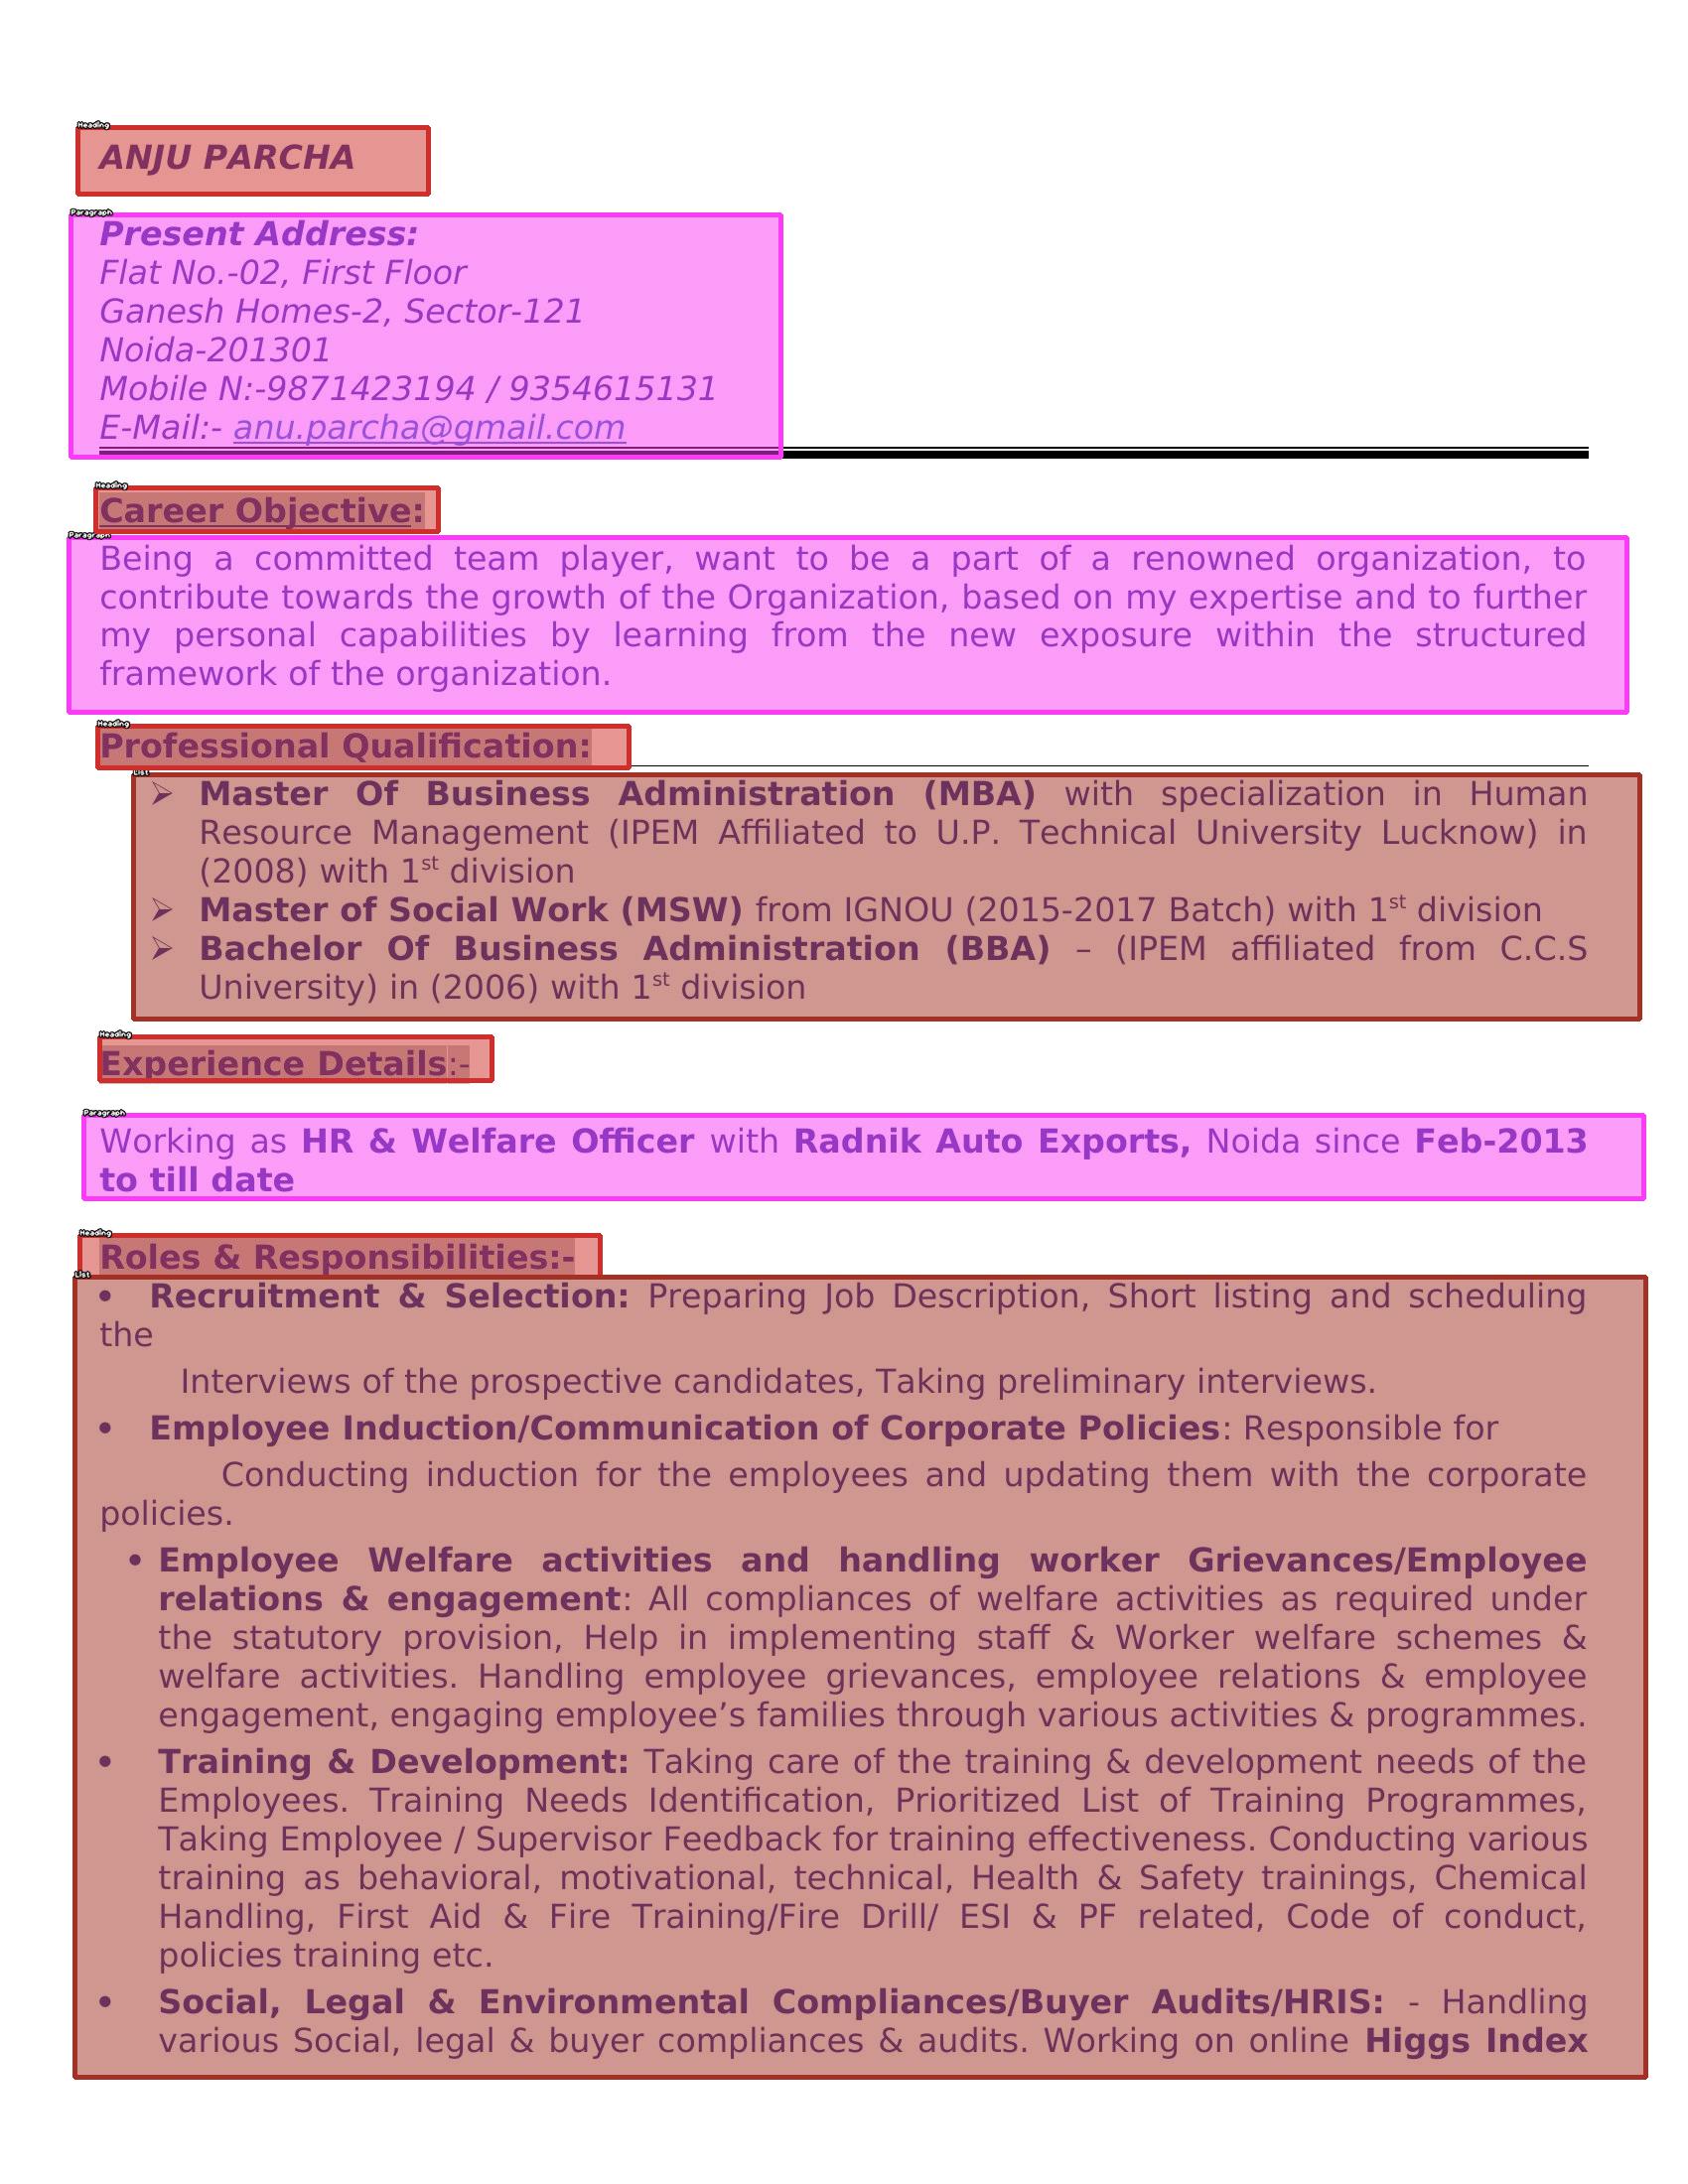 Heading
ANJU PARCHA
Paragraph
Present Address:
Flat No.-02, First Floor
Ganesh Homes-2, Sector-121
Noida-201301
Mobile N:-9871423194 / 9354615131
E-Mail:- anu.parcha@gmail.com
Heading
Career Objective:
Paragraph
Being a committed team player, want to be a part of a renowned organization, to
contribute towards the growth of the Organization, based on my expertise and to further
my personal capabilities by learning from the new exposure within the structured
framework of the organization.
Heading
Professional Qualification:
List
➢ Master Of Business Administration (MBA) with specialization in Human
Resource Management (IPEM Affiliated to U.P. Technical University Lucknow) in
(2008) with 1st division
➢ Master of Social Work (MSW) from IGNOU (2015-2017 Batch) with 1st division
➢ Bachelor Of Business Administration (BBA) – (IPEM affiliated from C.C.S
University) in (2006) with 1st division
Heading
Experience Details:-
Paragraph
Working as HR & Welfare Officer with Radnik Auto Exports, Noida since Feb-2013
to till date
Heading
Roles & Responsibilities:-
List
• Recruitment & Selection: Preparing Job Description, Short listing and scheduling
the
Interviews of the prospective candidates, Taking preliminary interviews.
• Employee Induction/Communication of Corporate Policies: Responsible for
Conducting induction for the employees and updating them with the corporate
policies.
• Employee Welfare activities and handling worker Grievances/Employee
relations & engagement: All compliances of welfare activities as required under
the statutory provision, Help in implementing staff & Worker welfare schemes &
welfare activities. Handling employee grievances, employee relations & employee
engagement, engaging employee’s families through various activities & programmes.
• Training & Development: Taking care of the training & development needs of the
Employees. Training Needs Identification, Prioritized List of Training Programmes,
Taking Employee / Supervisor Feedback for training effectiveness. Conducting various
training as behavioral, motivational, technical, Health & Safety trainings, Chemical
Handling, First Aid & Fire Training/Fire Drill/ ESI & PF related, Code of conduct,
policies training etc.
• Social, Legal & Environmental Compliances/Buyer Audits/HRIS: - Handling
various Social, legal & buyer compliances & audits. Working on online Higgs Index